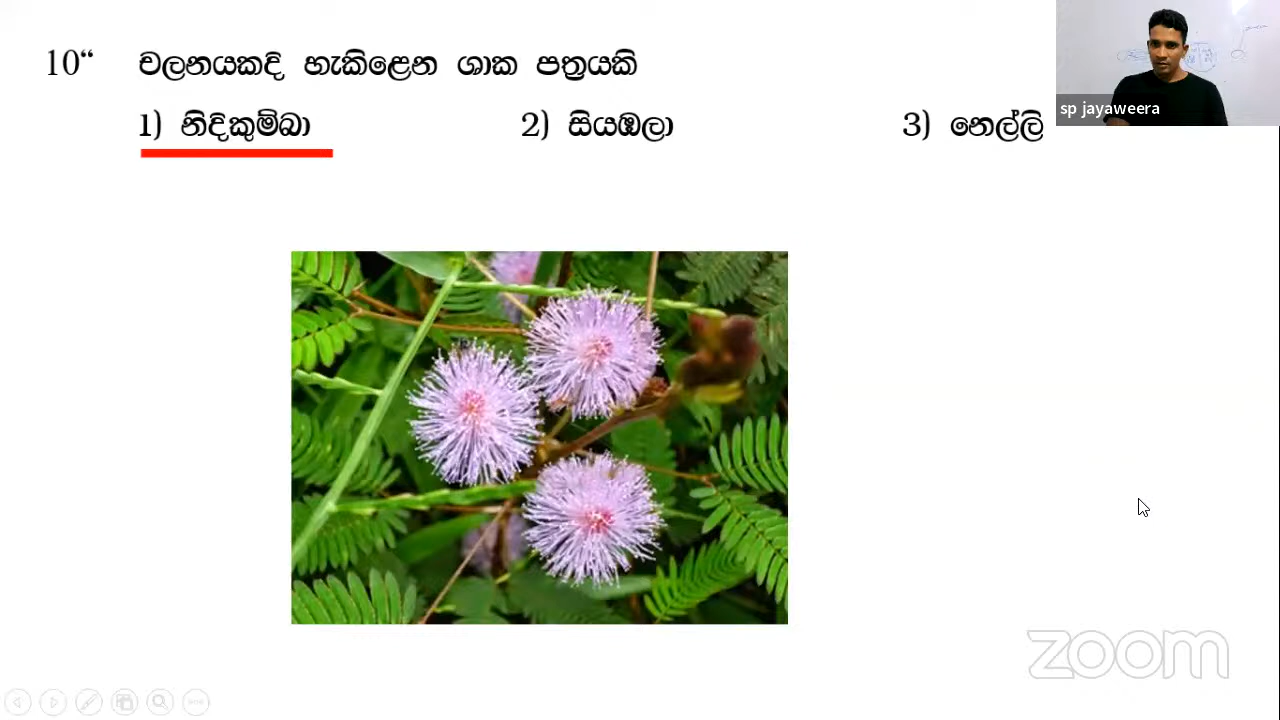 10“ චලනයකදි හැකිළෙන ශාක පත්‍රයකි
1) නිදිකුම්බා 2) සියඹලා 3) නෙල්ලි
sp jayaweera
zoom